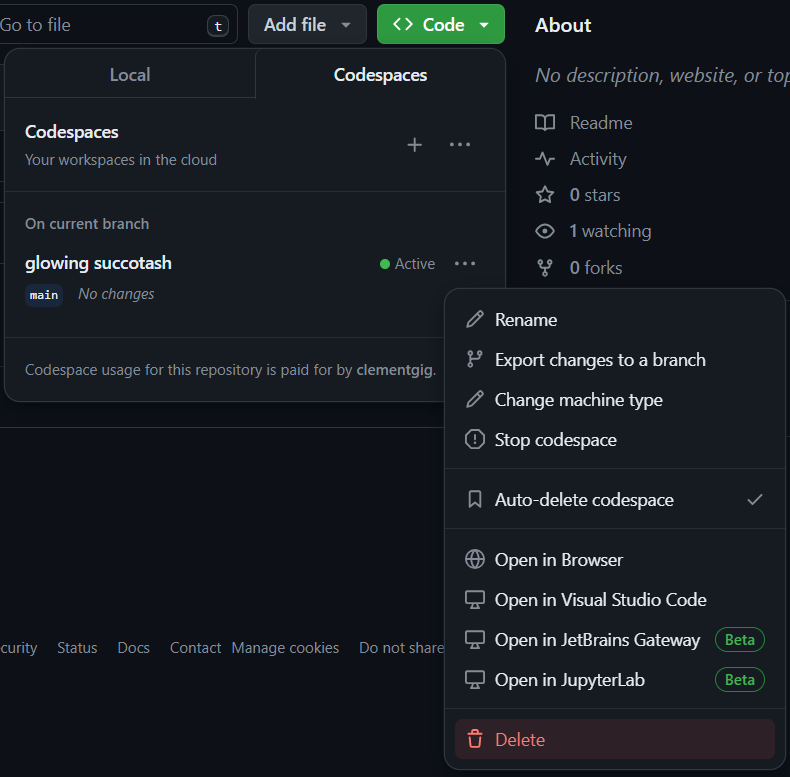 Go to file
t
Add file
Code
About
Local
Codespaces
No description, website, or top
Codespaces
Your workspaces in the cloud
Readme
Activity
0 stars
1 watching
0 forks
On current branch
glowing succotash
Active
main
No changes
Codespace usage for this repository is paid for by clementgig.
Rename
Export changes to a branch
Change machine type
Stop codespace
Auto-delete codespace
Open in Browser
Open in Visual Studio Code
Open in JetBrains Gateway Beta
Open in JupyterLab Beta
Delete
curity Status Docs Contact Manage cookies Do not share